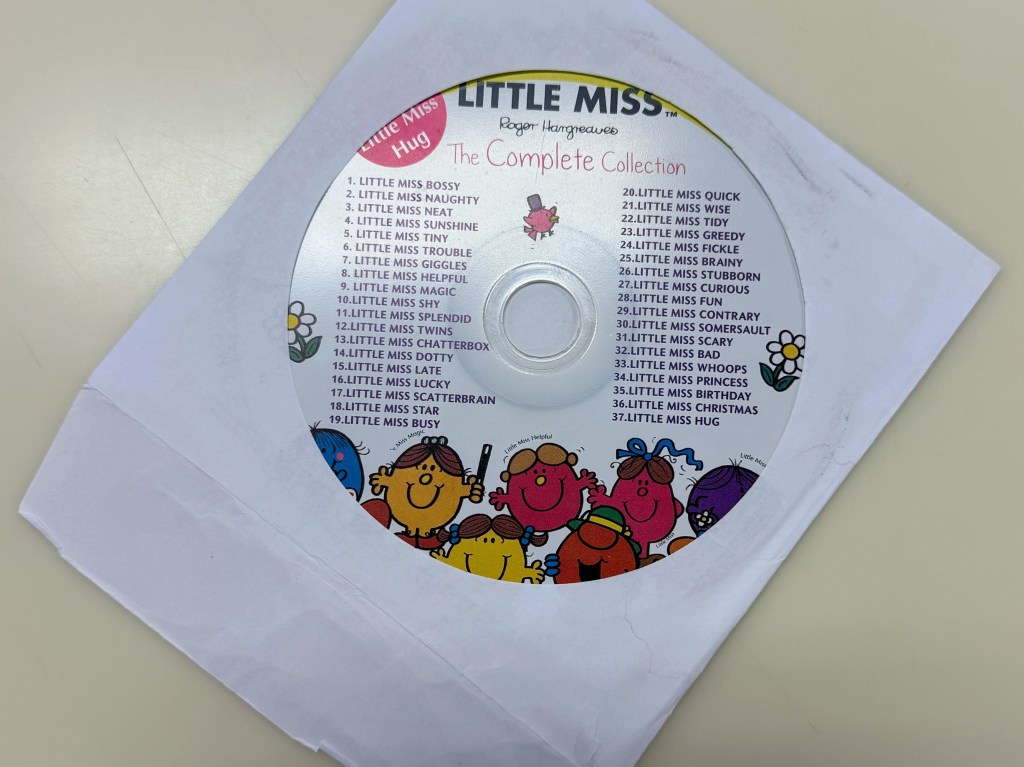 LITTLE MISS™
Roger Hargreaves
The Complete Collection
Little Miss
Hug
1. LITTLE MISS BOSSY
2. LITTLE MISS NAUGHTY
3. LITTLE MISS NEAT
4. LITTLE MISS SUNSHINE
5. LITTLE MISS TINY
6. LITTLE MISS TROUBLE
7. LITTLE MISS GIGGLES
8. LITTLE MISS HELPFUL
9. LITTLE MISS MAGIC
10.LITTLE MISS SHY
11.LITTLE MISS SPLENDID
12.LITTLE MISS TWINS
13.LITTLE MISS CHATTERBOX
14.LITTLE MISS DOTTY
15.LITTLE MISS LATE
16.LITTLE MISS LUCKY
17.LITTLE MISS SCATTERBRAIN
18.LITTLE MISS STAR
19.LITTLE MISS BUSY
20.LITTLE MISS QUICK
21.LITTLE MISS WISE
22.LITTLE MISS TIDY
23.LITTLE MISS GREEDY
24.LITTLE MISS FICKLE
25.LITTLE MISS BRAINY
26.LITTLE MISS STUBBORN
27.LITTLE MISS CURIOUS
28.LITTLE MISS FUN
29.LITTLE MISS CONTRARY
30.LITTLE MISS SOMERSAULT
31.LITTLE MISS SCARY
32.LITTLE MISS BAD
33.LITTLE MISS WHOOPS
34.LITTLE MISS PRINCESS
35.LITTLE MISS BIRTHDAY
36.LITTLE MISS CHRISTMAS
37.LITTLE MISS HUG
Miss Magic
Little Miss Helpful
Little Miss